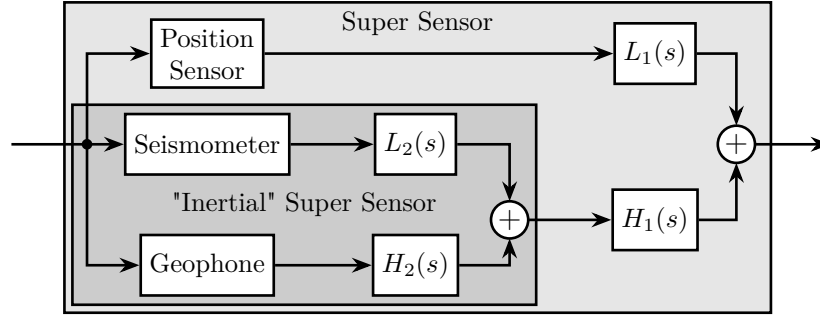 Super Sensor
Position
Sensor
L₁(s)
Seismometer
L₂(s)
+
"Inertial" Super Sensor
+
H₁(s)
Geophone
H₂(s)